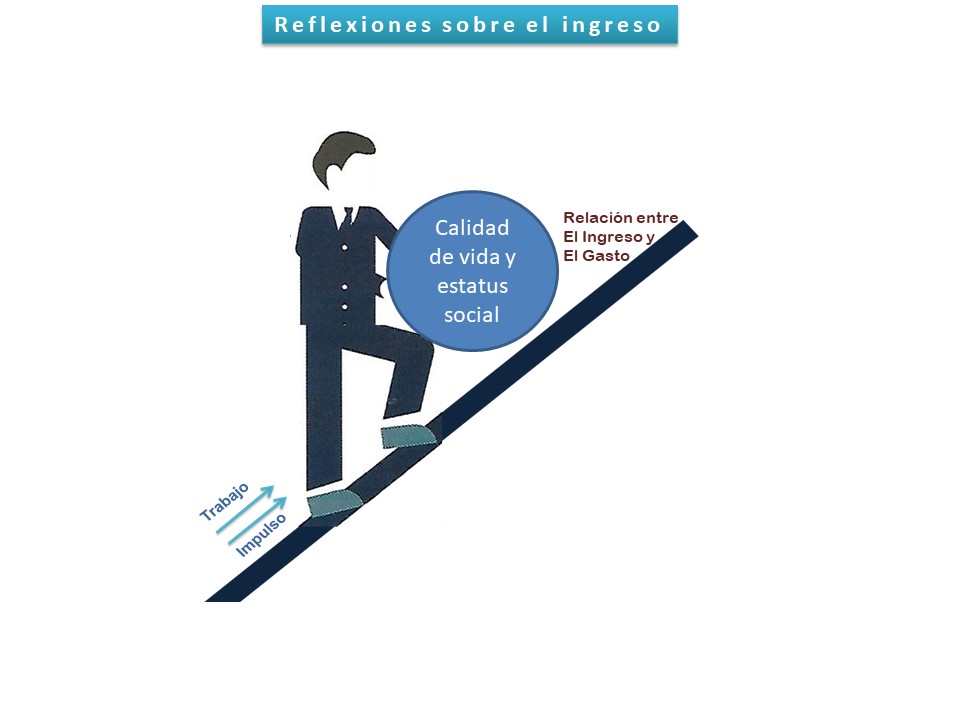 Reflexiones sobre el ingreso
Calidad
de vida y
estatus
social
Relación entre
El Ingreso y
El Gasto
Trabajo
Impulso